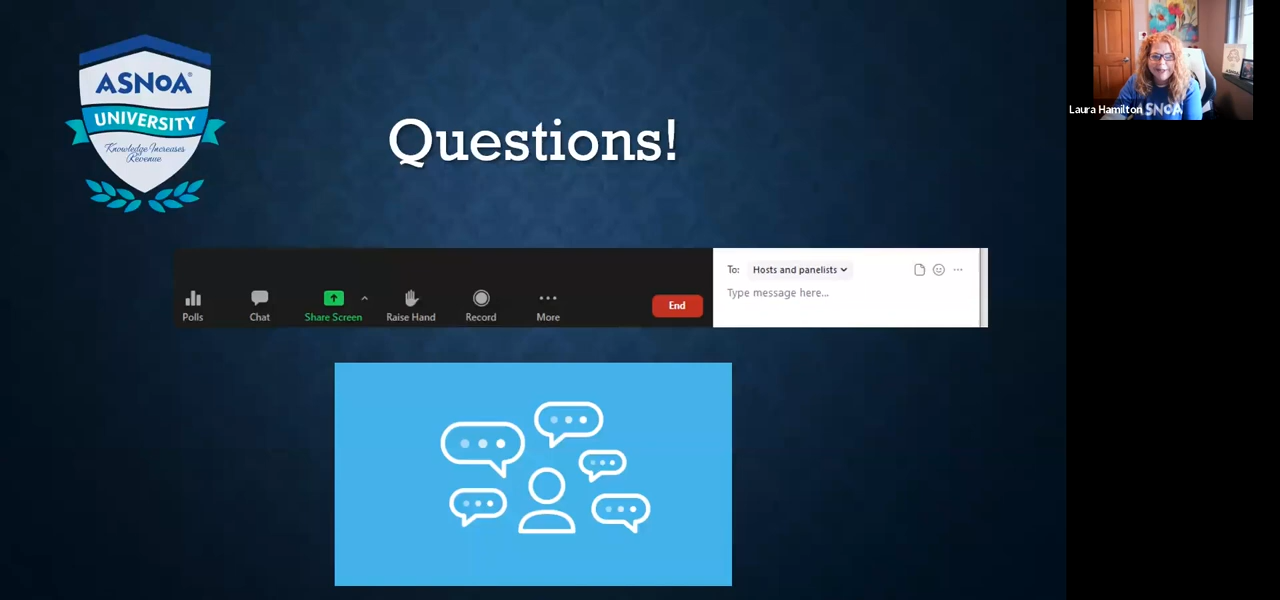 ASNOA®
UNIVERSITY
Knowledge Increases
Revenue
Questions!
Polls
Chat
Share Screen
Raise Hand
Record
More
End
To: Hosts and panelists
Type message here...
Laura Hamilton
ASNOA